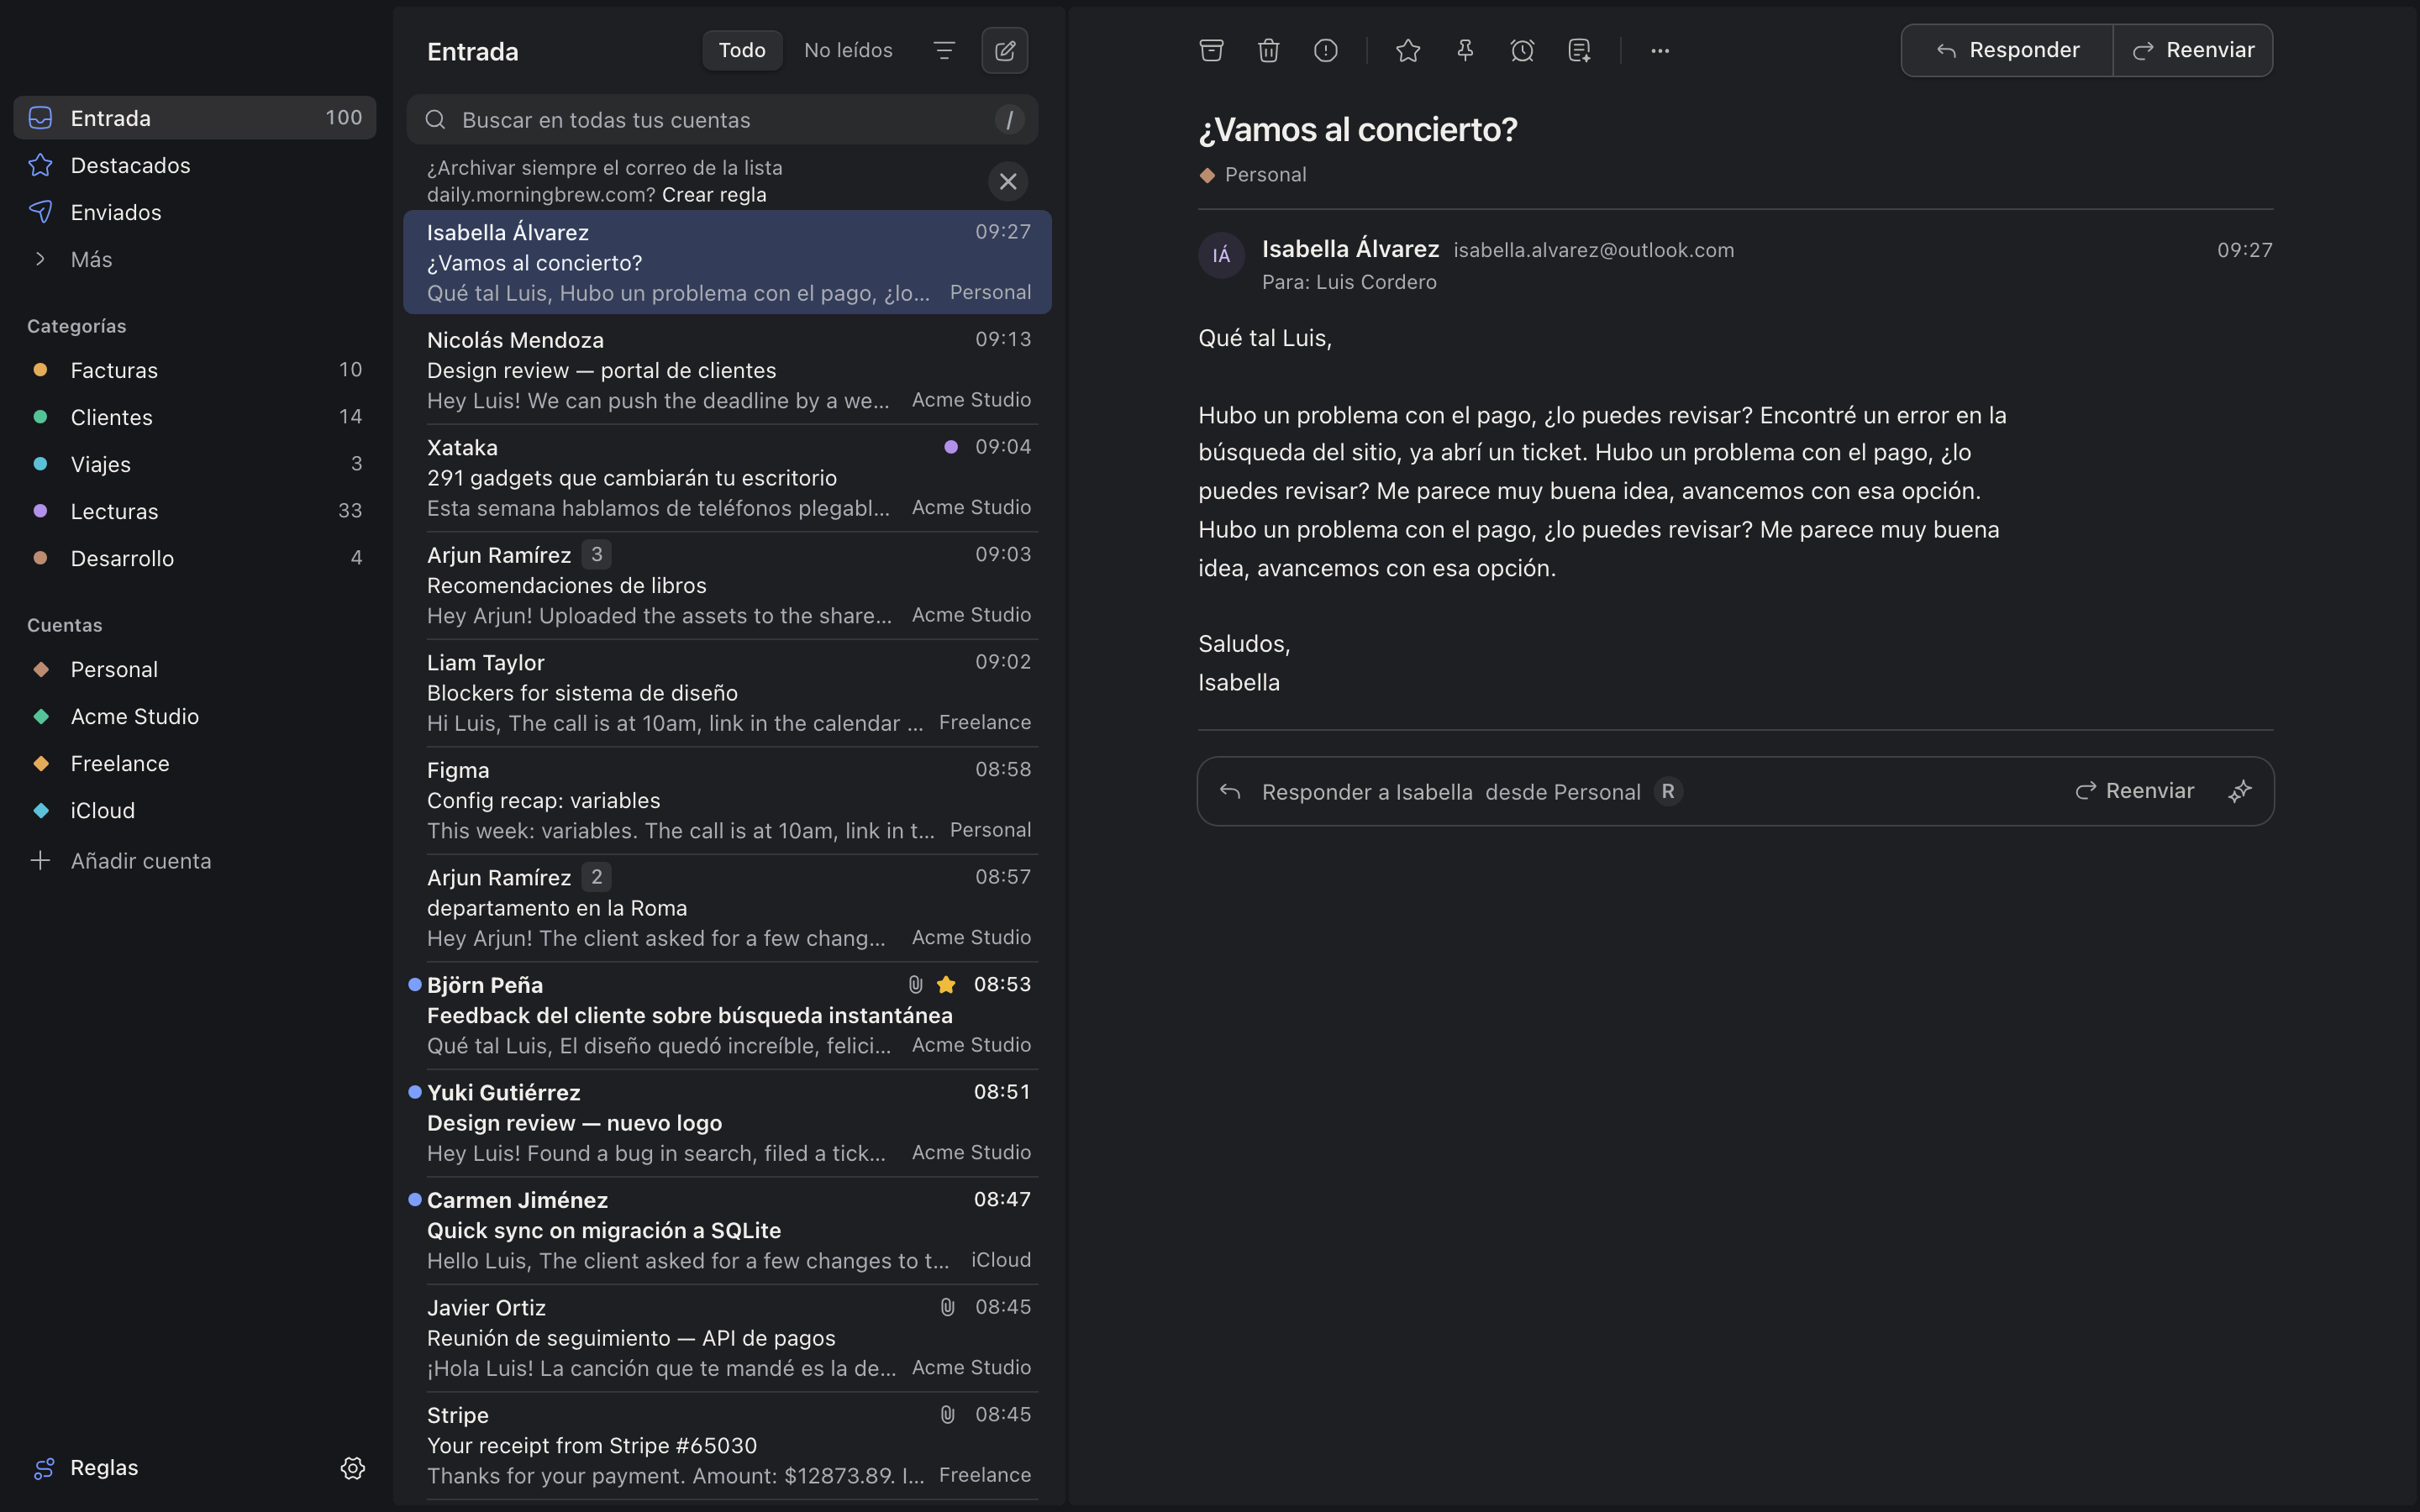 Entrada 100
Destacados
Enviados
Más
Categorías
Facturas 10
Clientes 14
Viajes 3
Lecturas 33
Desarrollo 4
Cuentas
Personal
Acme Studio
Freelance
iCloud
Añadir cuenta
Reglas
Entrada Todo No leídos
Buscar en todas tus cuentas /
¿Archivar siempre el correo de la lista
daily.morningbrew.com? Crear regla
Isabella Álvarez 09:27
¿Vamos al concierto?
Qué tal Luis, Hubo un problema con el pago, ¿lo... Personal
Nicolás Mendoza 09:13
Design review — portal de clientes
Hey Luis! We can push the deadline by a we... Acme Studio
Xataka 09:04
291 gadgets que cambiarán tu escritorio
Esta semana hablamos de teléfonos plegabl... Acme Studio
Arjun Ramírez 3 09:03
Recomendaciones de libros
Hey Arjun! Uploaded the assets to the share... Acme Studio
Liam Taylor 09:02
Blockers for sistema de diseño
Hi Luis, The call is at 10am, link in the calendar ... Freelance
Figma 08:58
Config recap: variables
This week: variables. The call is at 10am, link in t... Personal
Arjun Ramírez 2 08:57
departamento en la Roma
Hey Arjun! The client asked for a few chang... Acme Studio
Björn Peña 08:53
Feedback del cliente sobre búsqueda instantánea
Qué tal Luis, El diseño quedó increíble, felici... Acme Studio
Yuki Gutiérrez 08:51
Design review — nuevo logo
Hey Luis! Found a bug in search, filed a tick... Acme Studio
Carmen Jiménez 08:47
Quick sync on migración a SQLite
Hello Luis, The client asked for a few changes to t... iCloud
Javier Ortiz 08:45
Reunión de seguimiento — API de pagos
¡Hola Luis! La canción que te mandé es la de... Acme Studio
Stripe 08:45
Your receipt from Stripe #65030
Thanks for your payment. Amount: $12873.89. I... Freelance
Responder Reenviar
¿Vamos al concierto?
Personal
IÁ Isabella Álvarez isabella.alvarez@outlook.com 09:27
Para: Luis Cordero
Qué tal Luis,
Hubo un problema con el pago, ¿lo puedes revisar? Encontré un error en la
búsqueda del sitio, ya abrí un ticket. Hubo un problema con el pago, ¿lo
puedes revisar? Me parece muy buena idea, avancemos con esa opción.
Hubo un problema con el pago, ¿lo puedes revisar? Me parece muy buena
idea, avancemos con esa opción.
Saludos,
Isabella
Responder a Isabella desde Personal R Reenviar